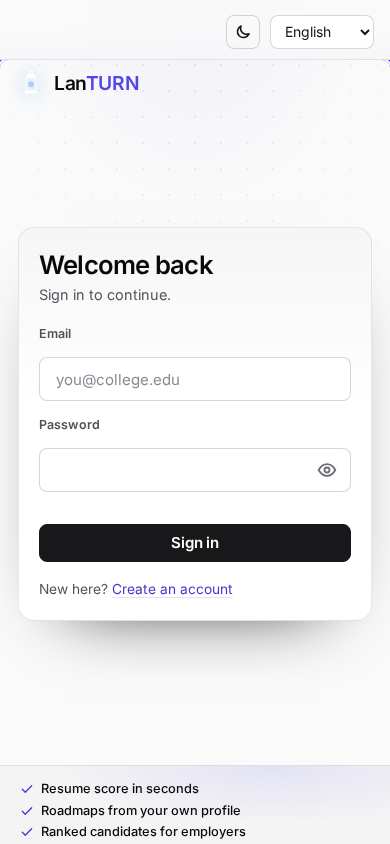 English
LanTURN
Welcome back
Sign in to continue.
Email
you@college.edu
Password
Sign in
New here? Create an account
Resume score in seconds
Roadmaps from your own profile
Ranked candidates for employers